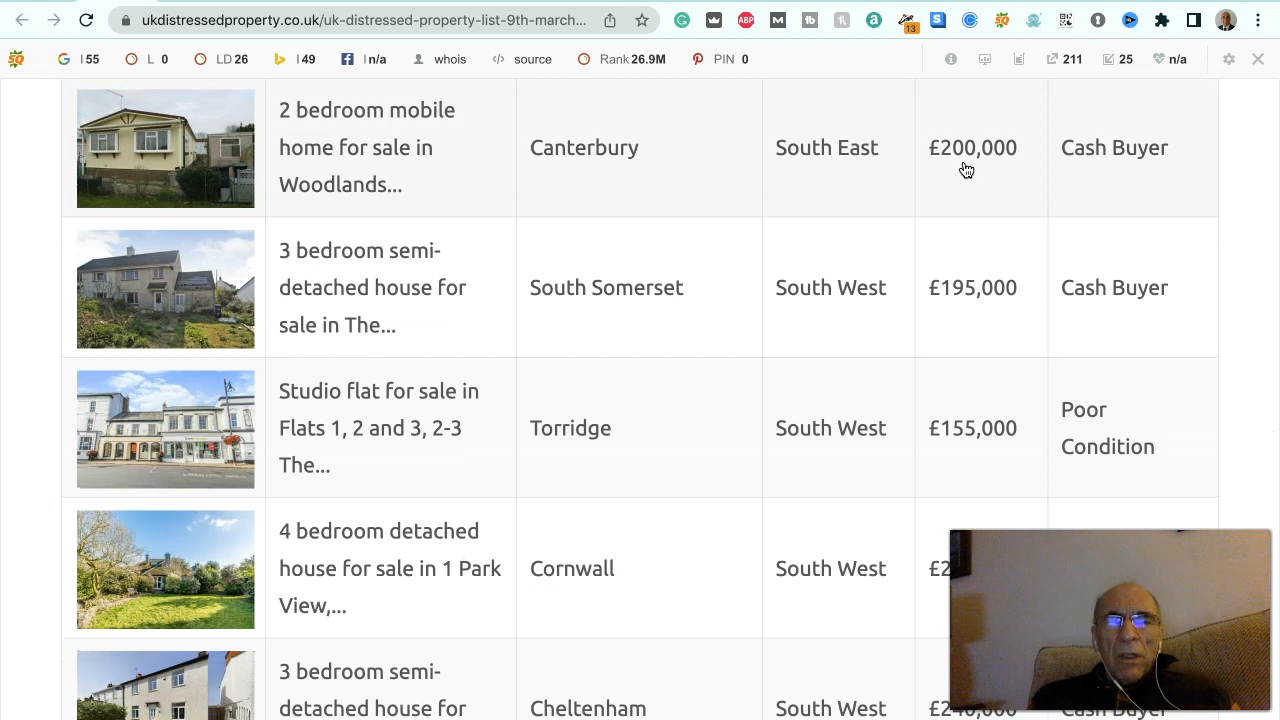 ukdistressedproperty.co.uk/uk-distressed-property-list-9th-march...
13
I 55
L 0
LD 26
I 49
I n/a
whois
source
Rank 26.9M
PIN 0
211
25
n/a
2 bedroom mobile
home for sale in
Woodlands...
Canterbury
South East
£200,000
Cash Buyer
3 bedroom semi-
detached house for
sale in The...
South Somerset
South West
£195,000
Cash Buyer
Studio flat for sale in
Flats 1, 2 and 3, 2-3
The...
Torridge
South West
£155,000
Poor
Condition
4 bedroom detached
house for sale in 1 Park
View,...
Cornwall
South West
£2
3 bedroom semi-
detached house for
Cheltenham
South West